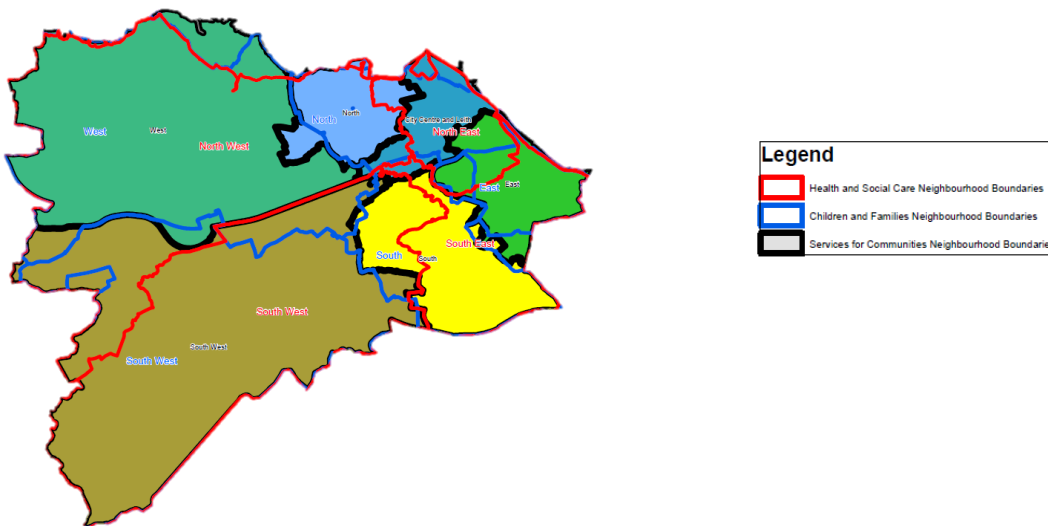 North
North
City Centre and Leith
West
West
North East
North West
East
East
South East
South
South
South West
South West
South West
Legend
Health and Social Care Neighbourhood Boundaries
Children and Families Neighbourhood Boundaries
Services for Communities Neighbourhood Boundarie